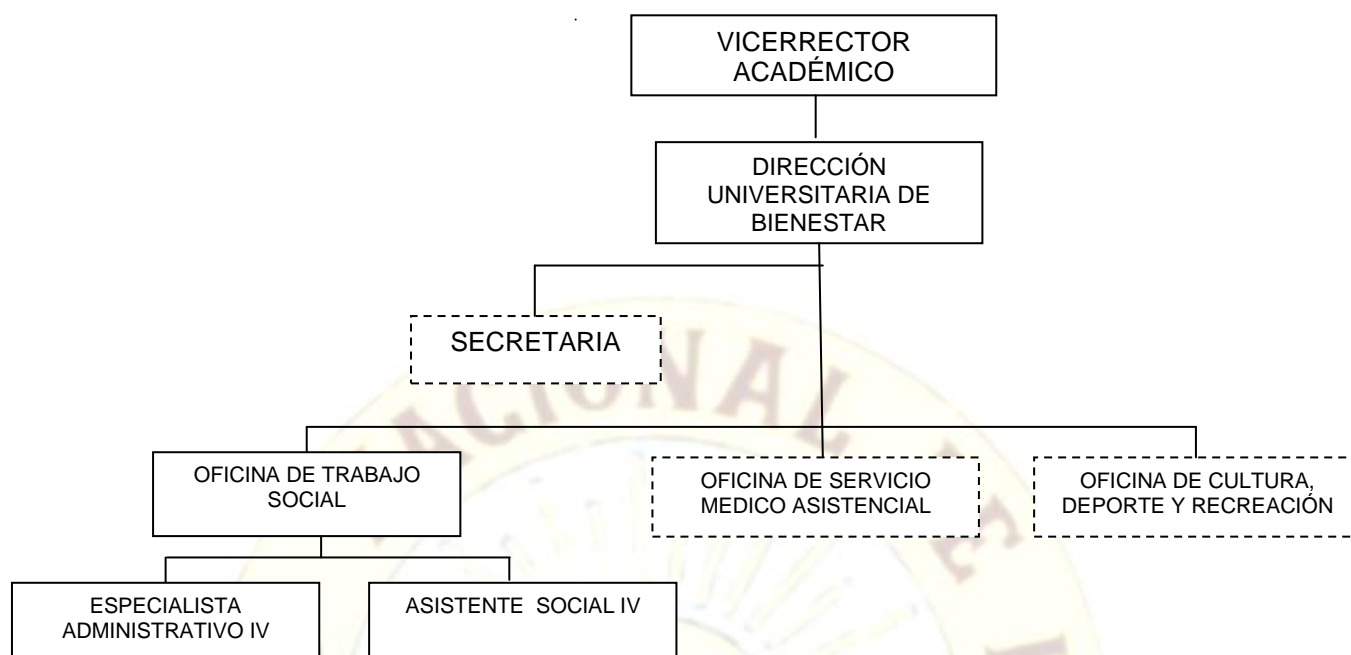 VICERRECTOR
ACADÉMICO
DIRECCIÓN
UNIVERSITARIA DE
BIENESTAR
SECRETARIA
OFICINA DE TRABAJO
SOCIAL
OFICINA DE SERVICIO
MEDICO ASISTENCIAL
OFICINA DE CULTURA,
DEPORTE Y RECREACIÓN
ESPECIALISTA
ADMINISTRATIVO IV
ASISTENTE SOCIAL IV